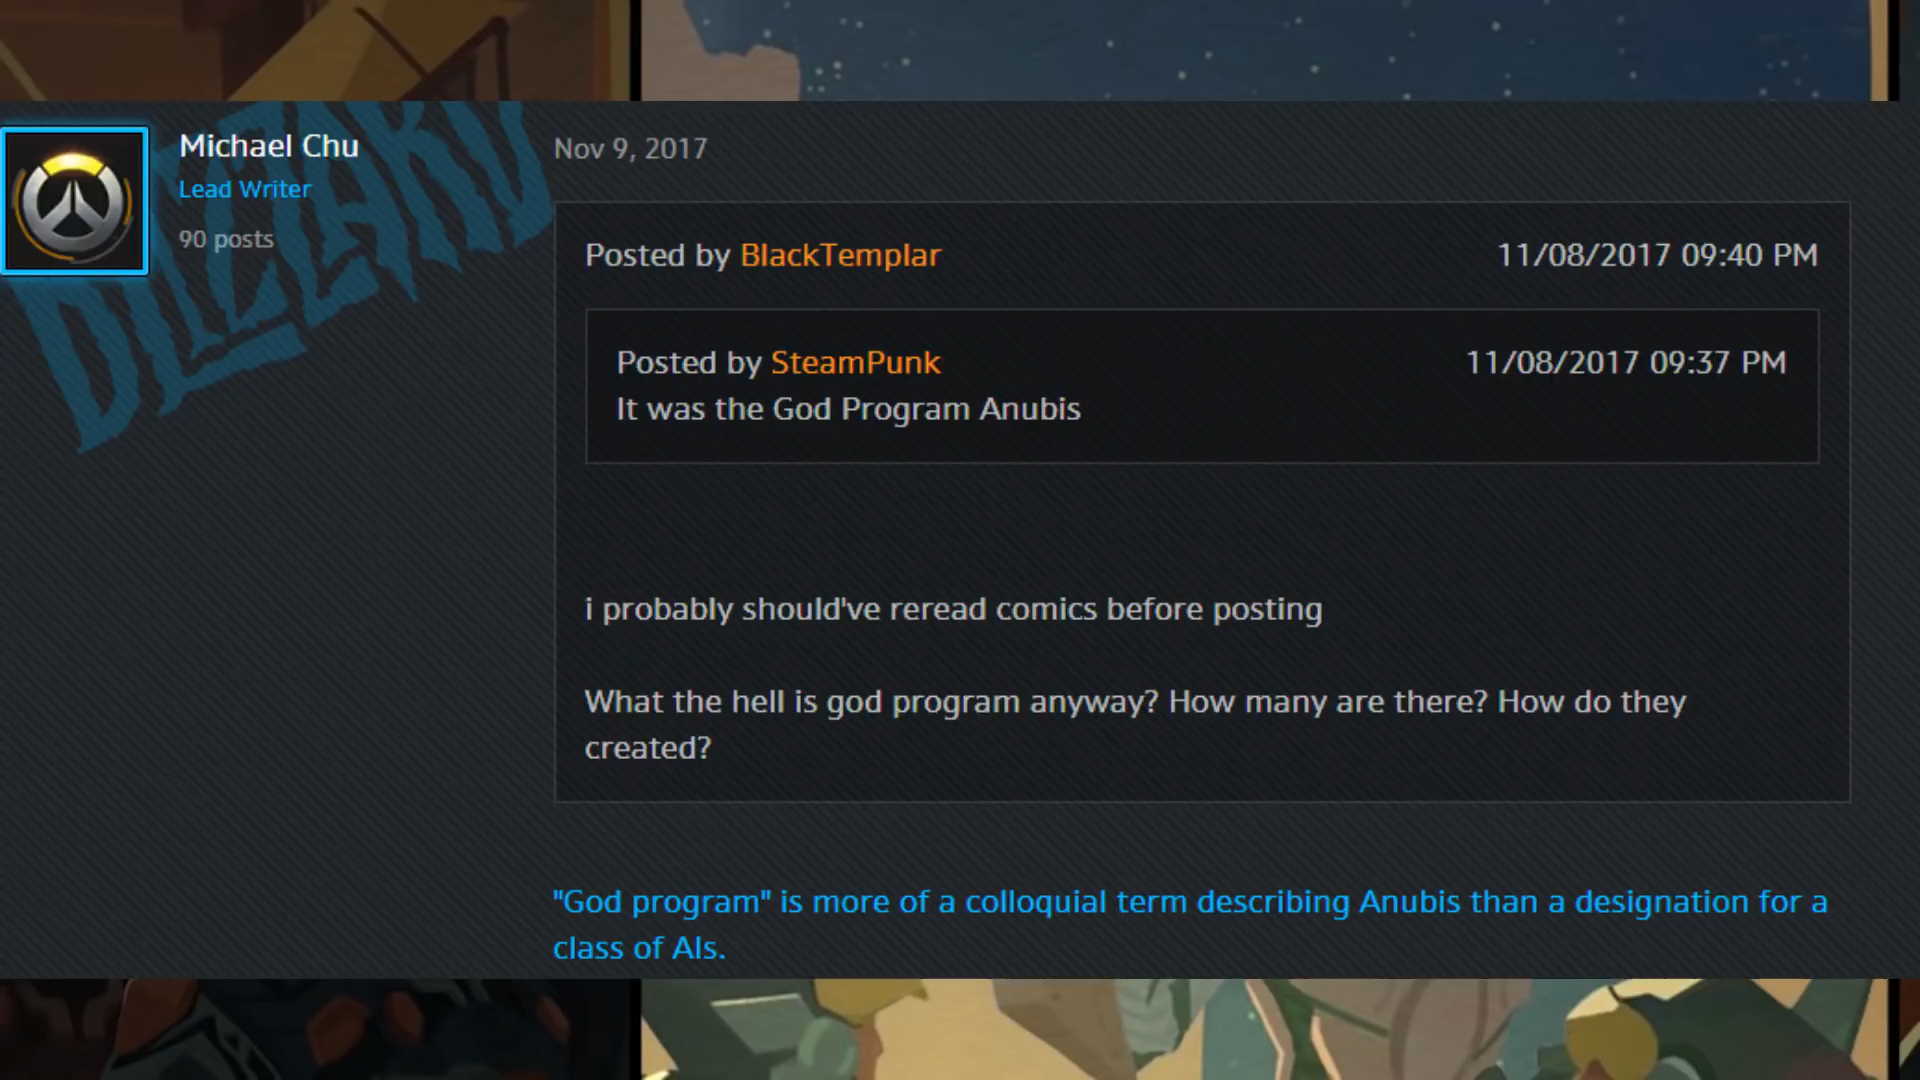 BLIZZARD
Michael Chu
Lead Writer
90 posts
Nov 9, 2017
Posted by BlackTemplar 11/08/2017 09:40 PM
Posted by SteamPunk 11/08/2017 09:37 PM
It was the God Program Anubis
i probably should've reread comics before posting
What the hell is god program anyway? How many are there? How do they
created?
"God program" is more of a colloquial term describing Anubis than a designation for a
class of AIs.